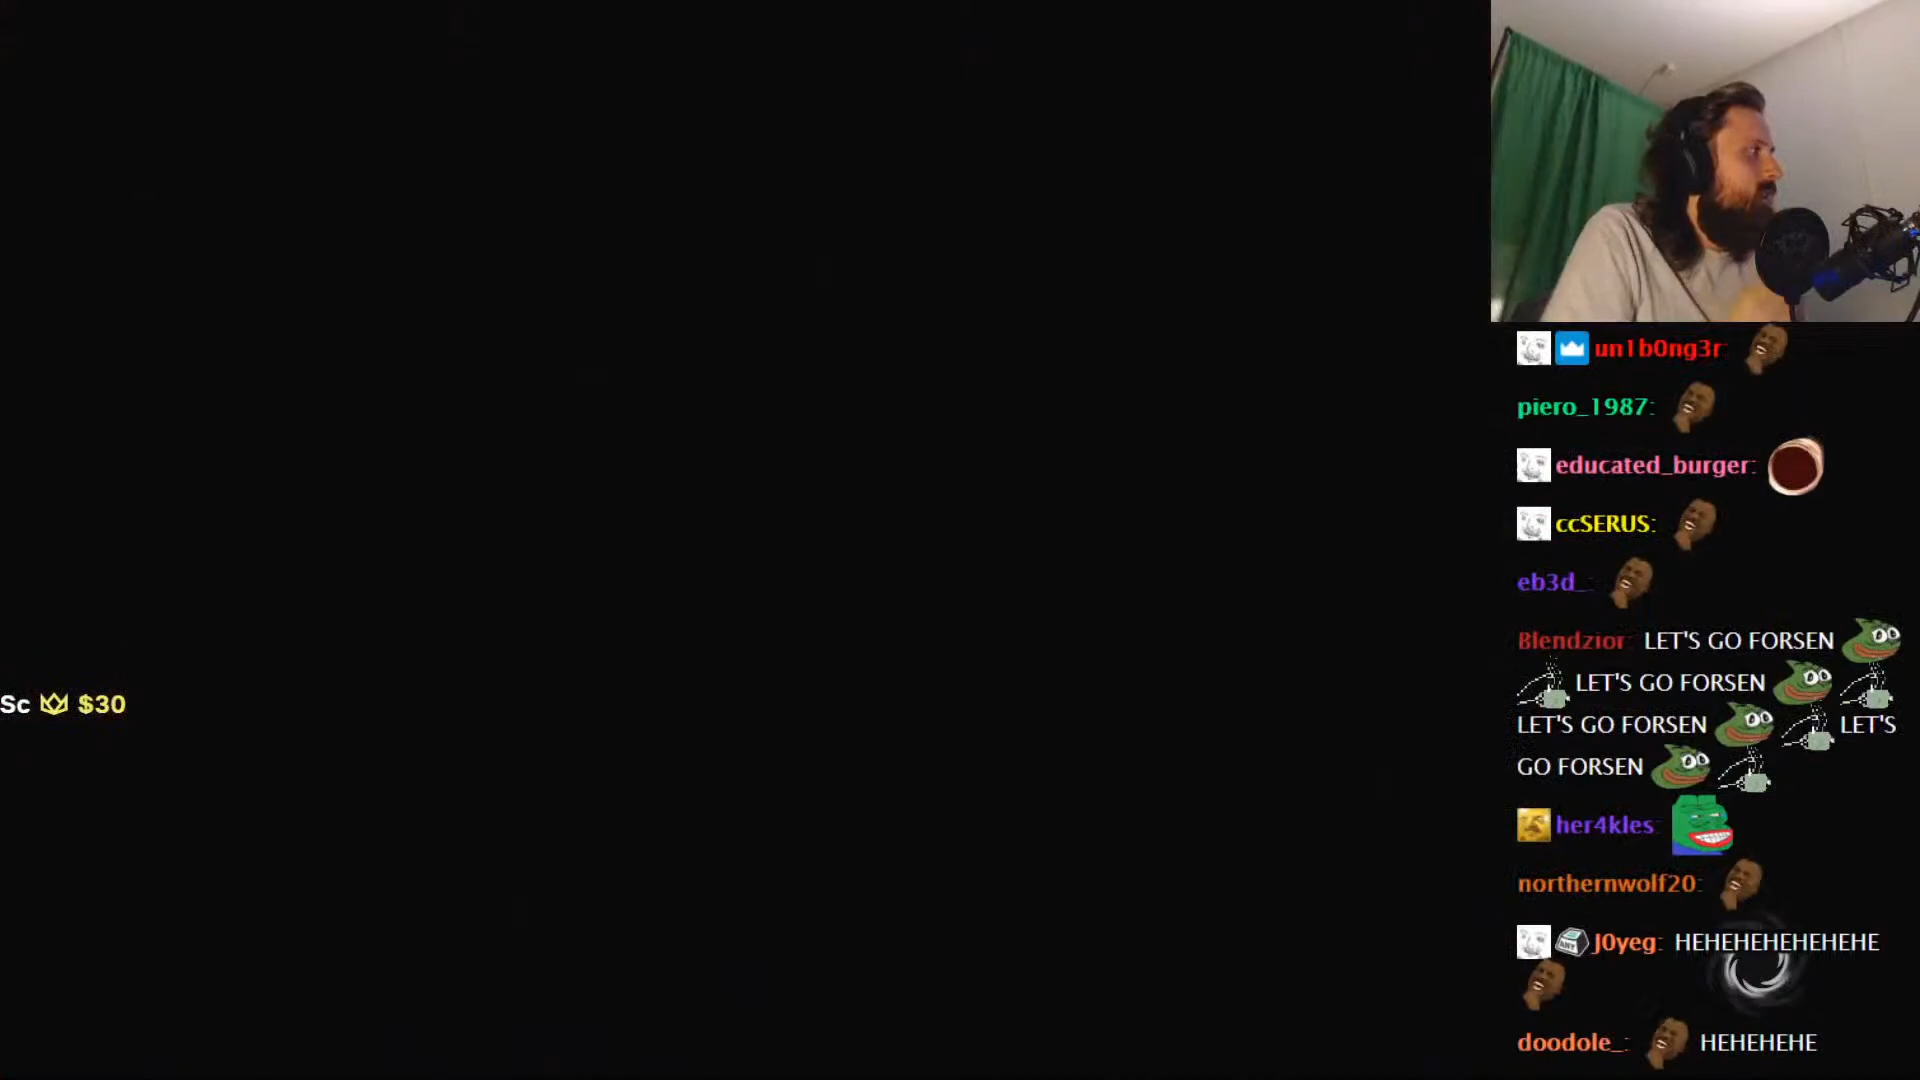 un1b0ng3r:
piero_1987:
educated_burger:
ccSERUS:
eb3d_:
Blendzior: LET'S GO FORSEN
LET'S GO FORSEN
LET'S GO FORSEN LET'S
GO FORSEN
Sc $30
her4kles:
northernwolf20:
J0yeg: HEHEHEHEHEHEHE
doodole_: HEHEHEHE